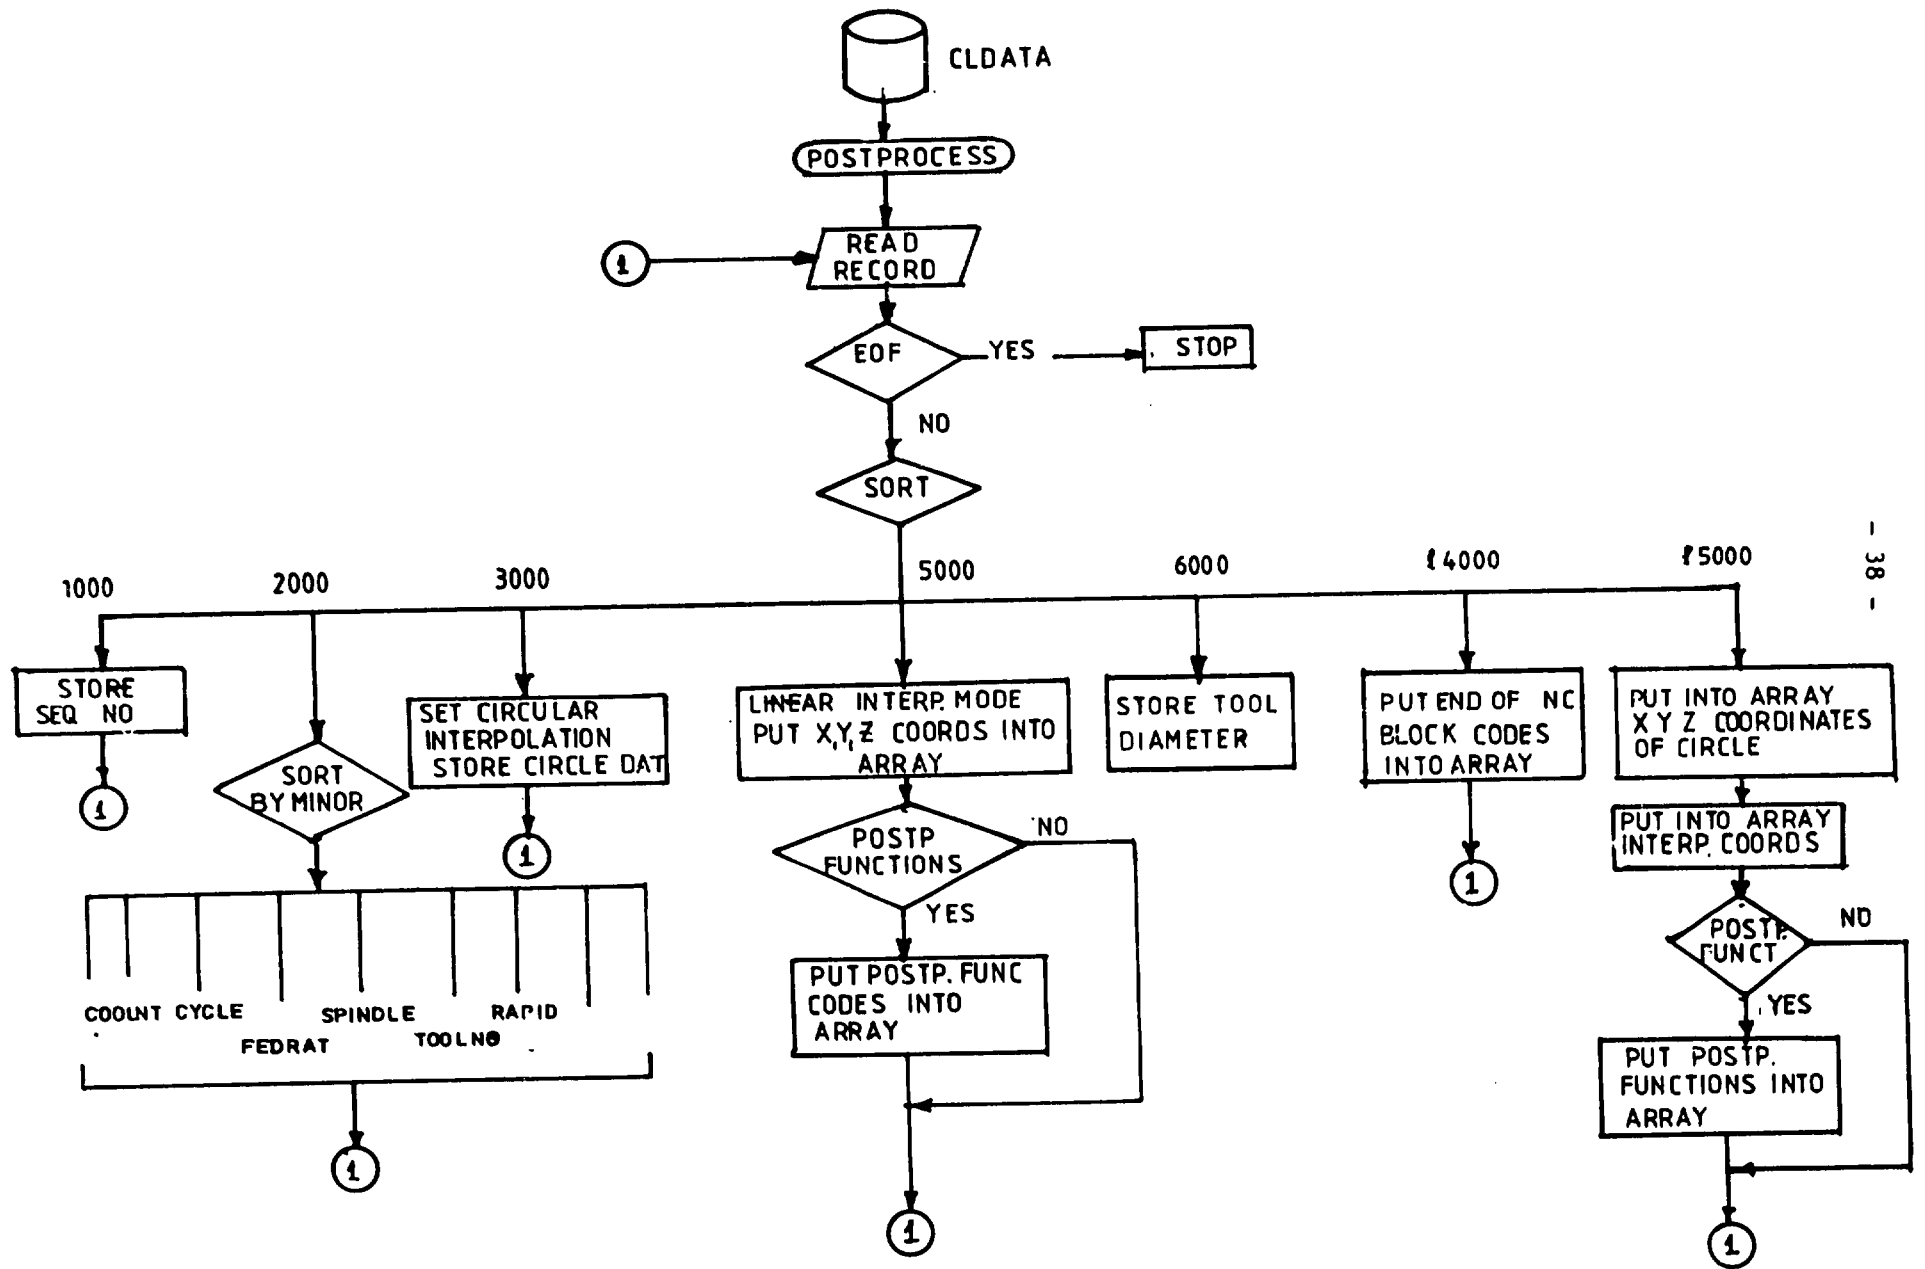 CLDATA
POSTPROCESS
1
READ
RECORD
EOF
YES
STOP
NO
SORT
- 38 -
1000
2000
3000
5000
6000
14000
15000
STORE
SEQ NO
1
SORT
BY MINOR
SET CIRCULAR
INTERPOLATION
STORE CIRCLE DAT
1
LINEAR INTERP. MODE
PUT X,Y,Z COORDS INTO
ARRAY
STORE TOOL
DIAMETER
PUT END OF NC
BLOCK CODES
INTO ARRAY
1
PUT INTO ARRAY
X Y Z COORDINATES
OF CIRCLE
PUT INTO ARRAY
INTERP. COORDS
POSTP
FUNCTIONS
NO
YES
PUT POSTP. FUNC
CODES INTO
ARRAY
1
POSTP.
FUNCT
NO
YES
PUT POSTP.
FUNCTIONS INTO
ARRAY
1
COOLNT CYCLE
FEDRAT
SPINDLE
TOOLNO
RAPID
1